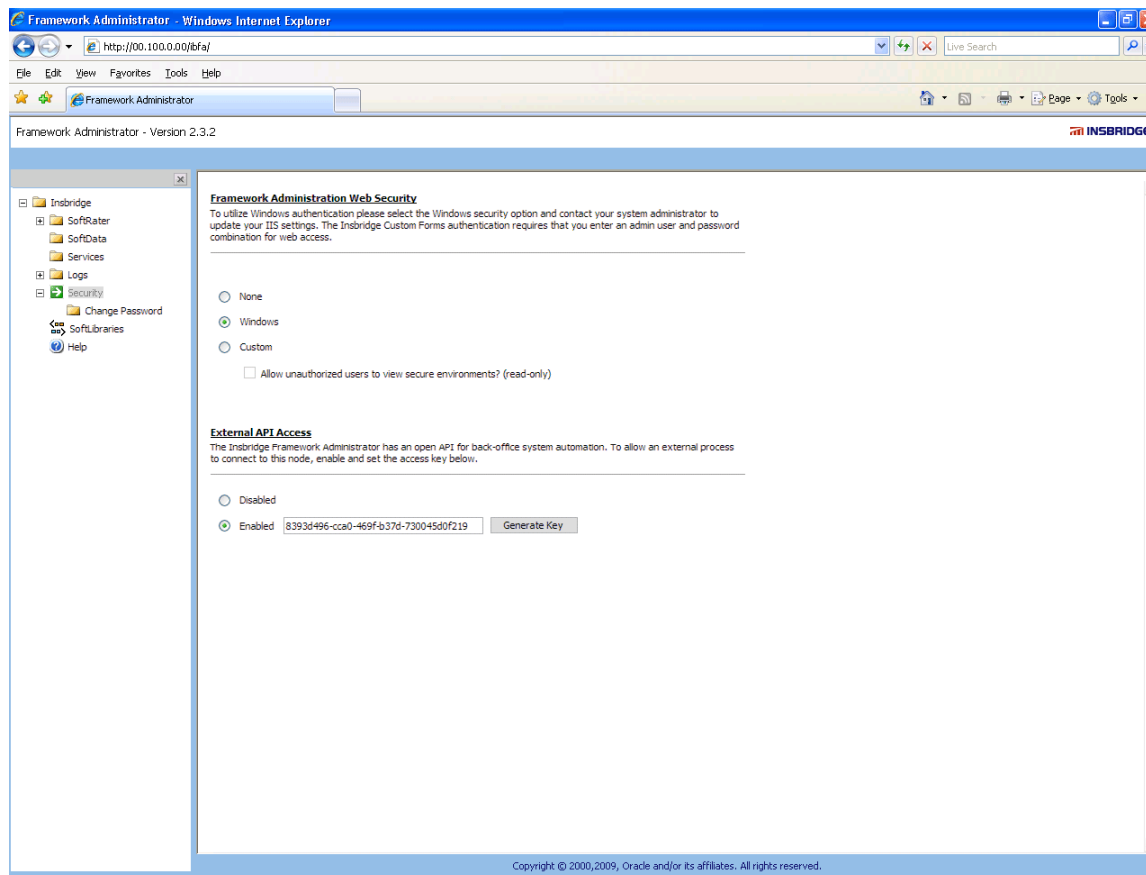 Framework Administrator - Windows Internet Explorer
http://00.100.0.00/ibfa/
Live Search
File Edit View Favorites Tools Help
Framework Administrator
Page Tools
Framework Administrator - Version 2.3.2
INSBRIDGE
Insbridge
SoftRater
SoftData
Services
Logs
Security
Change Password
SoftLibraries
Help
Framework Administration Web Security
To utilize Windows authentication please select the Windows security option and contact your system administrator to
update your IIS settings. The Insbridge Custom Forms authentication requires that you enter an admin user and password
combination for web access.
None
Windows
Custom
Allow unauthorized users to view secure environments? (read-only)
External API Access
The Insbridge Framework Administrator has an open API for back-office system automation. To allow an external process
to connect to this node, enable and set the access key below.
Disabled
Enabled 8393d496-cca0-469f-b37d-730045d0f219 Generate Key
Copyright © 2000,2009, Oracle and/or its affiliates. All rights reserved.